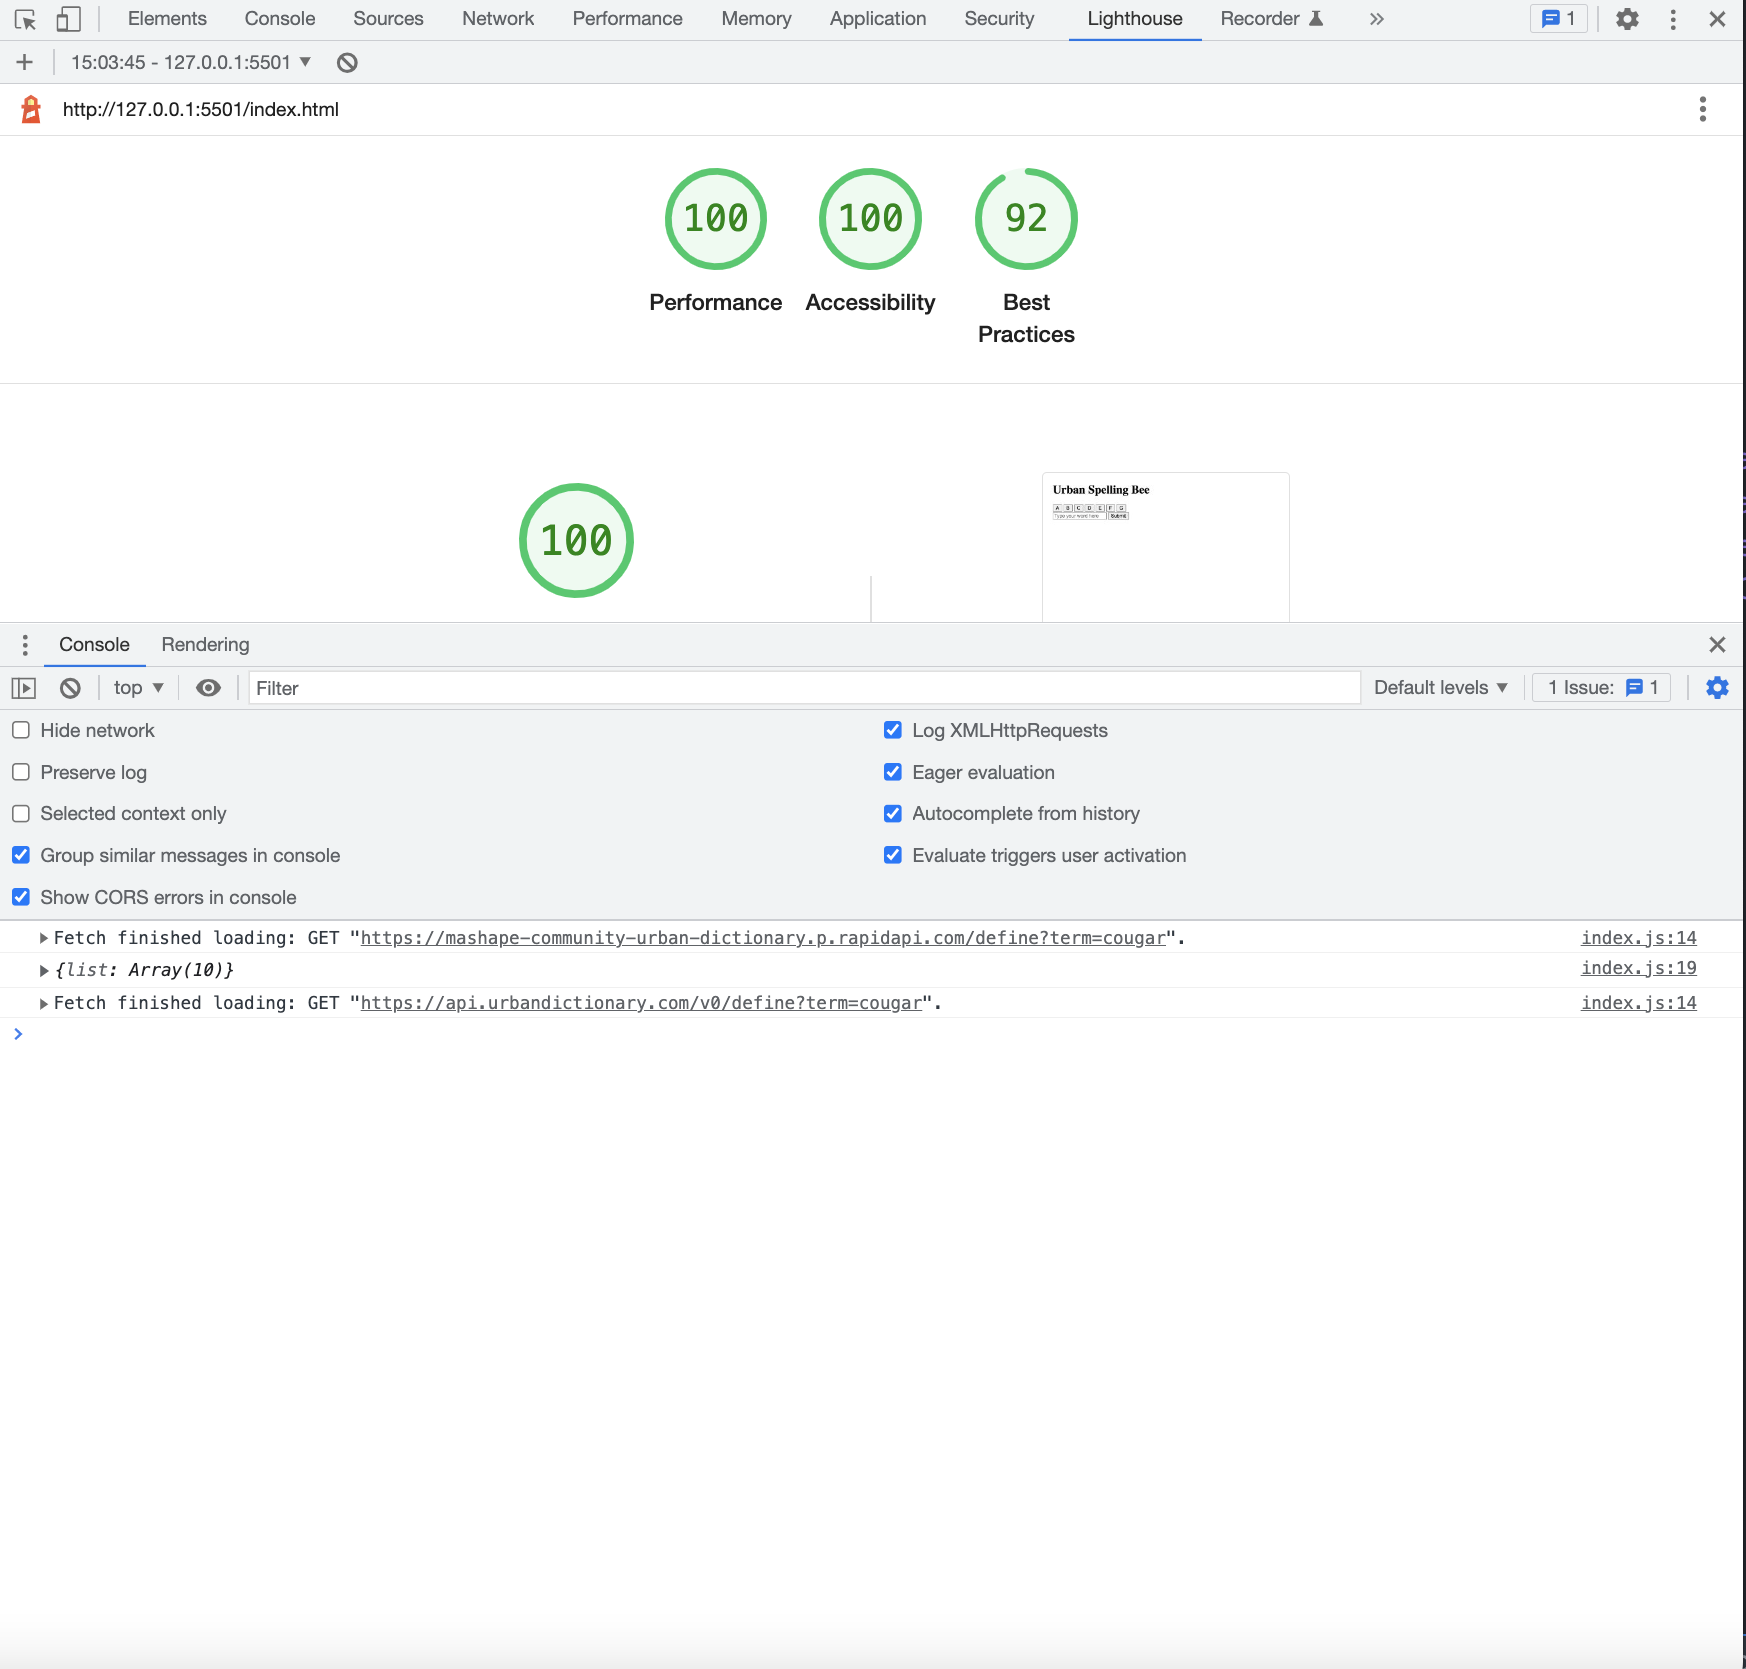 Elements Console Sources Network Performance Memory Application Security Lighthouse Recorder 1
15:03:45 - 127.0.0.1:5501
http://127.0.0.1:5501/index.html
100 100 92
Performance Accessibility Best Practices
100
Urban Spelling Bee
A B C D E F G
Type your word here Submit
Console Rendering
top Filter Default levels 1 Issue: 1
Hide network Log XMLHttpRequests
Preserve log Eager evaluation
Selected context only Autocomplete from history
Group similar messages in console Evaluate triggers user activation
Show CORS errors in console
Fetch finished loading: GET "https://mashape-community-urban-dictionary.p.rapidapi.com/define?term=cougar". index.js:14
{list: Array(10)} index.js:19
Fetch finished loading: GET "https://api.urbandictionary.com/v0/define?term=cougar". index.js:14